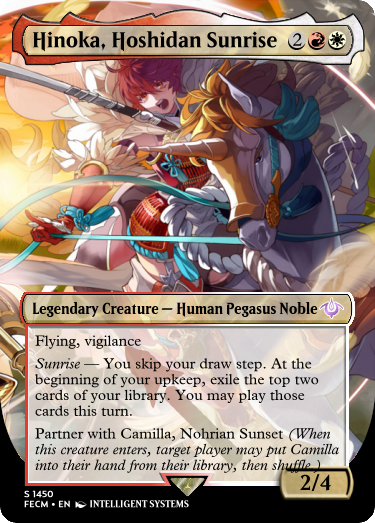 Hinoka, Hoshidan Sunrise 2
Legendary Creature — Human Pegasus Noble
Flying, vigilance
Sunrise — You skip your draw step. At the
beginning of your upkeep, exile the top two
cards of your library. You may play those
cards this turn.
Partner with Camilla, Nohrian Sunset (When
this creature enters, target player may put Camilla
into their hand from their library, then shuffle.)
2/4
S 1450
FECM • EN INTELLIGENT SYSTEMS